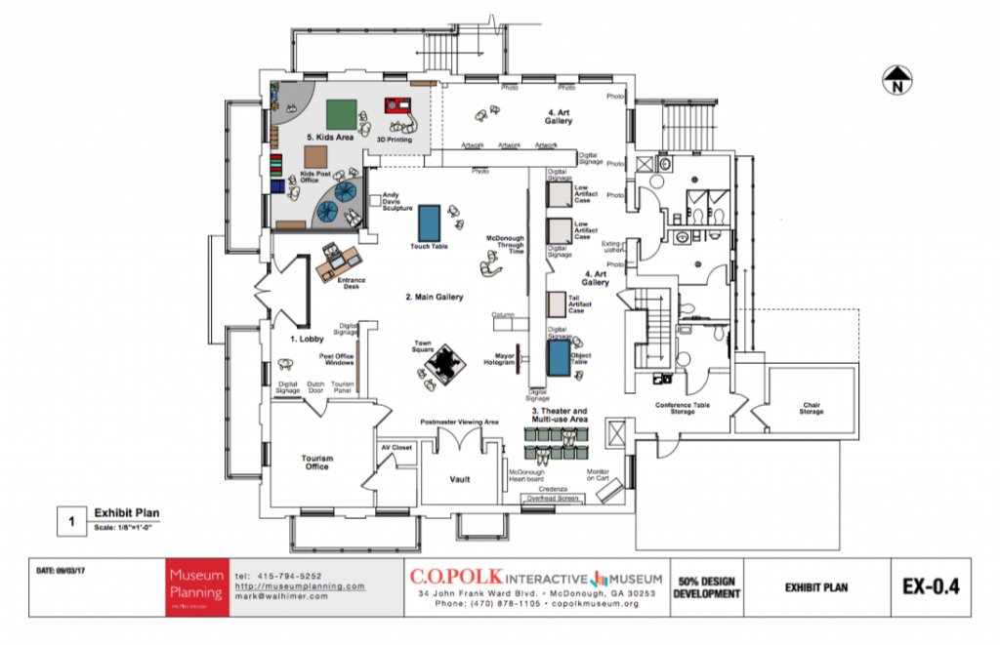 Photo
Photo
Photo
N
4. Art
Gallery
5. Kids Area
3D Printing
Artwork
Artwork
Artwork
Digital
Signage
Photo
Kids Post
Office
Photo
Digital
Signage
Andy
Davis
Sculpture
Low
Artifact
Case
Photo
Low
Artifact
Case
Touch Table
McDonough
Through
Time
Digital
Signage
Exting-
uisher
Photo
4. Art
Gallery
Entrance
Desk
2. Main Gallery
Tall
Artifact
Case
Column
Digital
Signage
1. Lobby
Digital
Signage
Town
Square
Post Office
Windows
Mayor
Hologram
Object
Table
Digital
Signage
Dutch
Door
Tourism
Panel
Digital
Signage
Conference Table
Storage
Chair
Storage
3. Theater and
Multi-use Area
Postmaster Viewing Area
AV Closet
Tourism
Office
Vault
McDonough
Heart board
Monitor
on Cart
Credenza
Overhead Screen
1
Exhibit Plan
Scale: 1/8"=1'-0"
DATE: 09/03/17
Museum
Planning
tel: 415-794-5252
http://museumplanning.com
mark@walhimer.com
C.O.POLK INTERACTIVE MUSEUM
34 John Frank Ward Blvd. • McDonough, GA 30253
Phone: (470) 878-1105 • copolkmuseum.org
50% DESIGN
DEVELOPMENT
EXHIBIT PLAN
EX-0.4